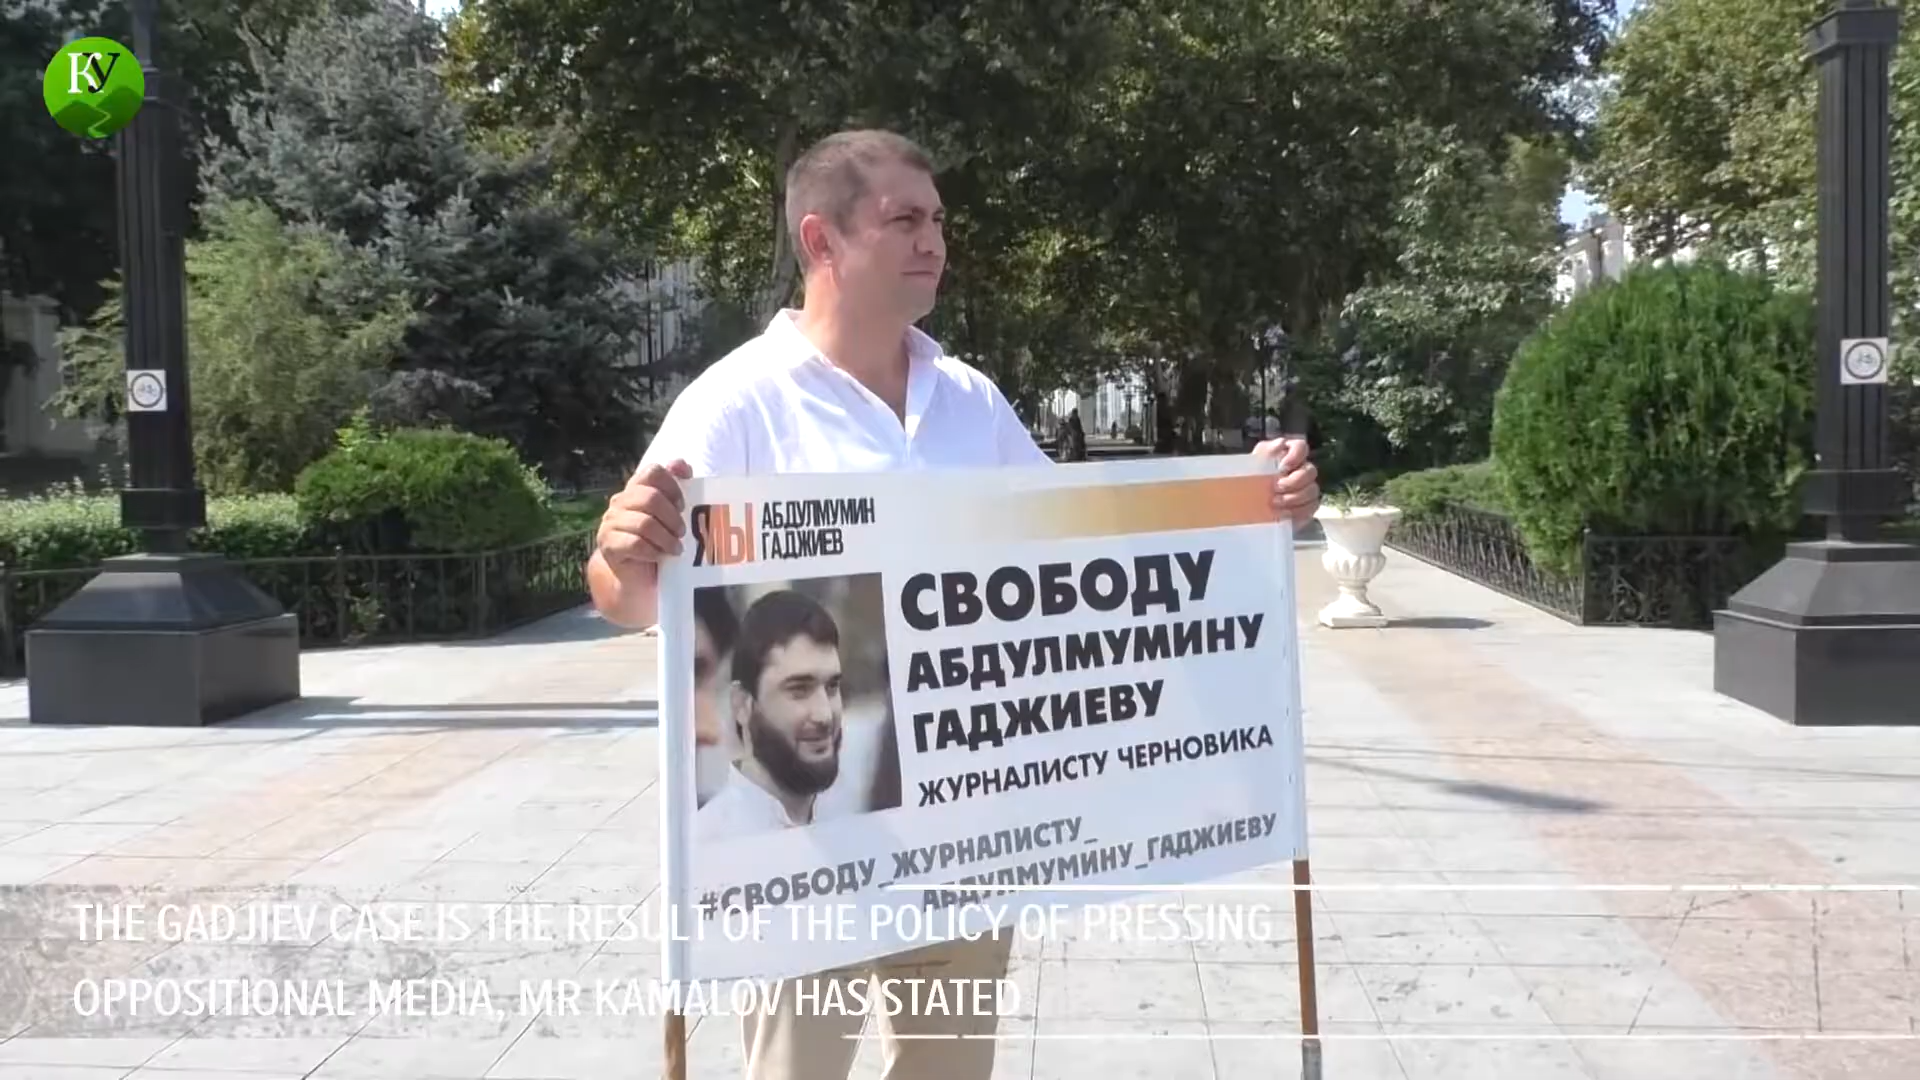 КУ
ЯМЫ АБДУЛМУМИН
ГАДЖИЕВ
СВОБОДУ
АБДУЛМУМИНУ
ГАДЖИЕВУ
ЖУРНАЛИСТУ ЧЕРНОВИКА
#СВОБОДУ_ЖУРНАЛИСТУ_
АБДУЛМУМИНУ_ГАДЖИЕВУ
THE GADJIEV CASE IS THE RESULT OF THE POLICY OF PRESSING
OPPOSITIONAL MEDIA, MR KAMALOV HAS STATED